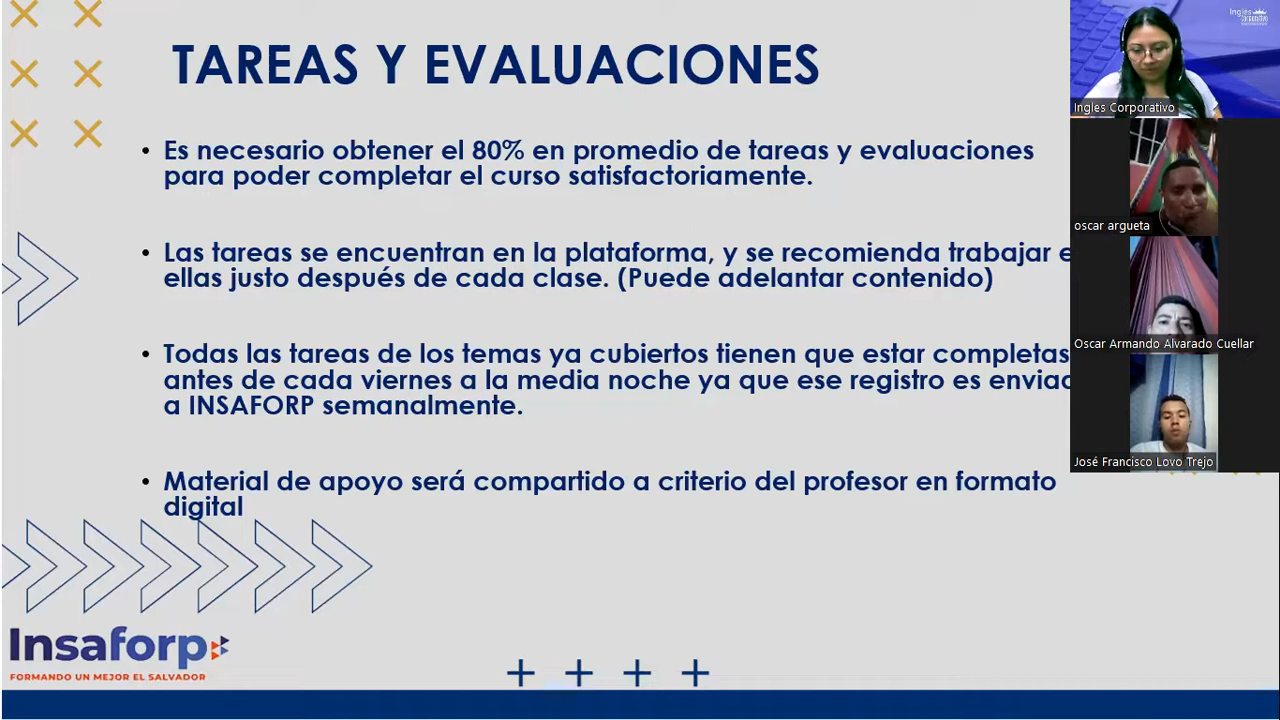 TAREAS Y EVALUACIONES
• Es necesario obtener el 80% en promedio de tareas y evaluaciones
para poder completar el curso satisfactoriamente.
• Las tareas se encuentran en la plataforma, y se recomienda trabajar e
ellas justo después de cada clase. (Puede adelantar contenido)
• Todas las tareas de los temas ya cubiertos tienen que estar completas
antes de cada viernes a la media noche ya que ese registro es envia
a INSAFORP semanalmente.
• Material de apoyo será compartido a criterio del profesor en formato
digital
Insaforp
FORMANDO UN MEJOR EL SALVADOR
Ingles
Corporativo
Ingles Corporativo
oscar argueta
Oscar Armando Alvarado Cuellar
José Francisco Lovo Trejo